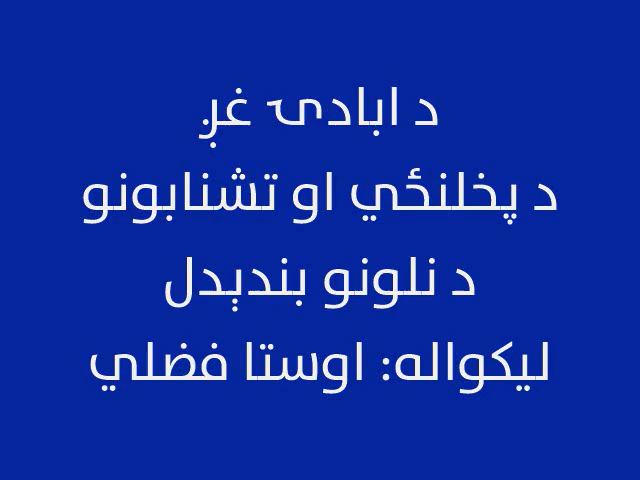 د ابادۍ غږ
د پخلنځي او تشنابونو
د نلونو بندېدل
ليکواله: اوستا فضلي